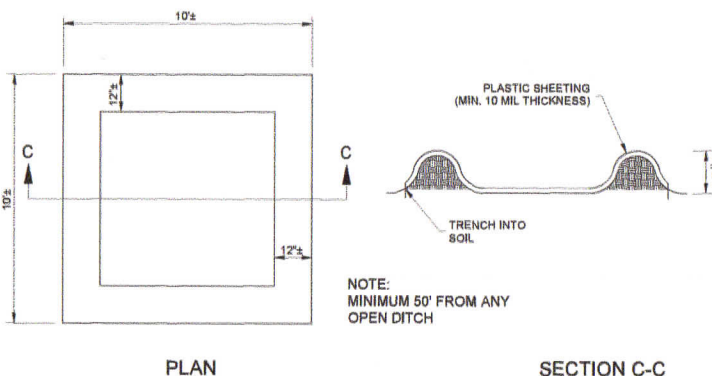 10'±
12"±
PLASTIC SHEETING
(MIN. 10 MIL THICKNESS)
C
C
10'±
12"±
TRENCH INTO
SOIL
NOTE:
MINIMUM 50' FROM ANY
OPEN DITCH
PLAN
SECTION C-C